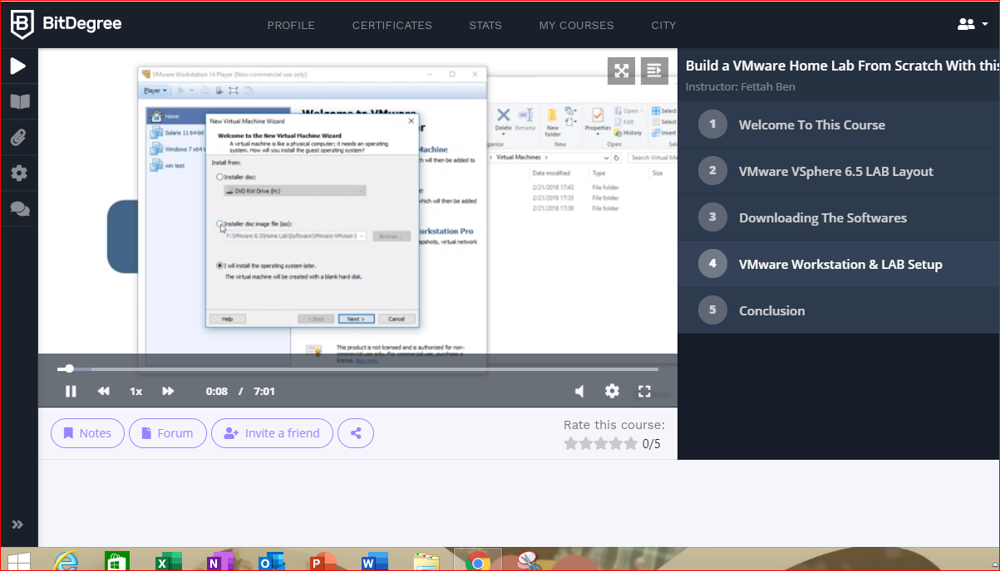 BitDegree
PROFILE CERTIFICATES STATS MY COURSES CITY
VMware Workstation 14 Player (Non-commercial use only)
Player
Home
Solaris 11 64-bit
Windows 7 x64
win test
Welcome to VMware
New Virtual Machine Wizard
Welcome to the New Virtual Machine Wizard
A virtual machine is like a physical computer; it needs an operating
system. How will you install the guest operating system?
Install from:
Installer disc:
DVD RW Drive (H:)
Installer disc image file (iso):
F:\VMware 6.5\Home Lab\Software\VMware-VMvisor-I
Browse...
I will install the operating system later.
The virtual machine will be created with a blank hard disk.
Help < Back Next > Cancel
Machine
which will then be added to
which will then be added
Workstation Pro
snapshots, virtual network
This product is not licensed and is authorized for non-
commercial use only. For commercial use, purchase a
license. Buy now.
Delete Rename New folder Properties Open Edit History Select Select Invert
New Open
Virtual Machines Search Virtual Ma
Date modified Type Size
2/21/2018 17:43 File folder
2/21/2018 17:35 File folder
2/21/2018 17:39 File folder
1x 0:08 / 7:01
Notes Forum Invite a friend
Rate this course:
0/5
Build a VMware Home Lab From Scratch With this
Instructor: Fettah Ben
1 Welcome To This Course
2 VMware VSphere 6.5 LAB Layout
3 Downloading The Softwares
4 VMware Workstation & LAB Setup
5 Conclusion